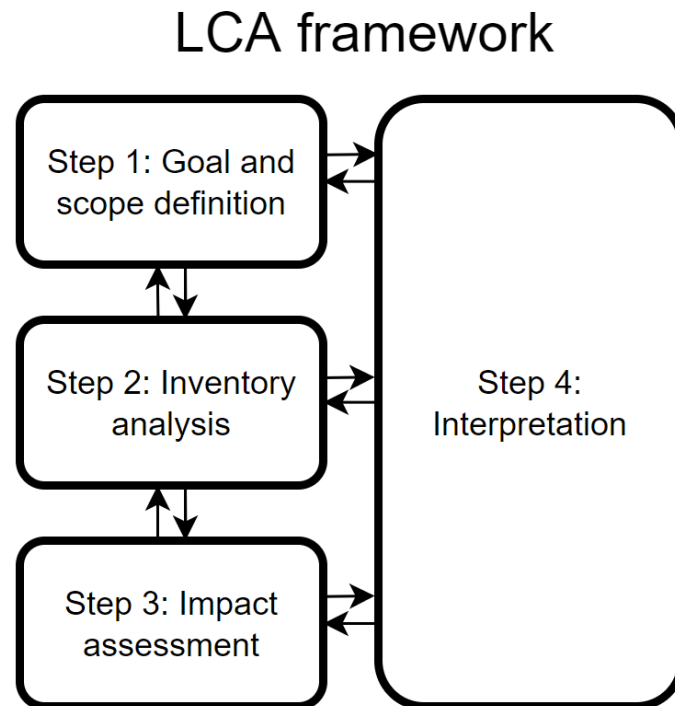 LCA framework
Step 1: Goal and
scope definition
Step 2: Inventory
analysis
Step 3: Impact
assessment
Step 4:
Interpretation